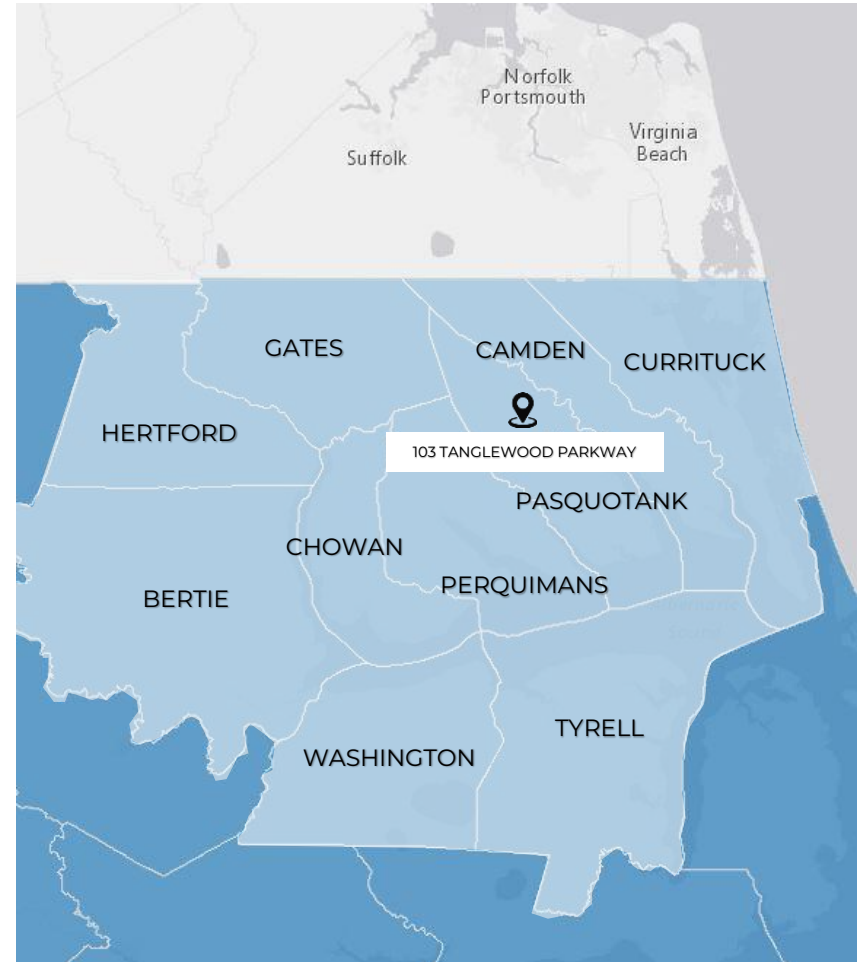 Norfolk
Portsmouth
Virginia
Beach
Suffolk
GATES
CAMDEN
CURRITUCK
HERTFORD
103 TANGLEWOOD PARKWAY
PASQUOTANK
CHOWAN
PERQUIMANS
BERTIE
TYRELL
WASHINGTON